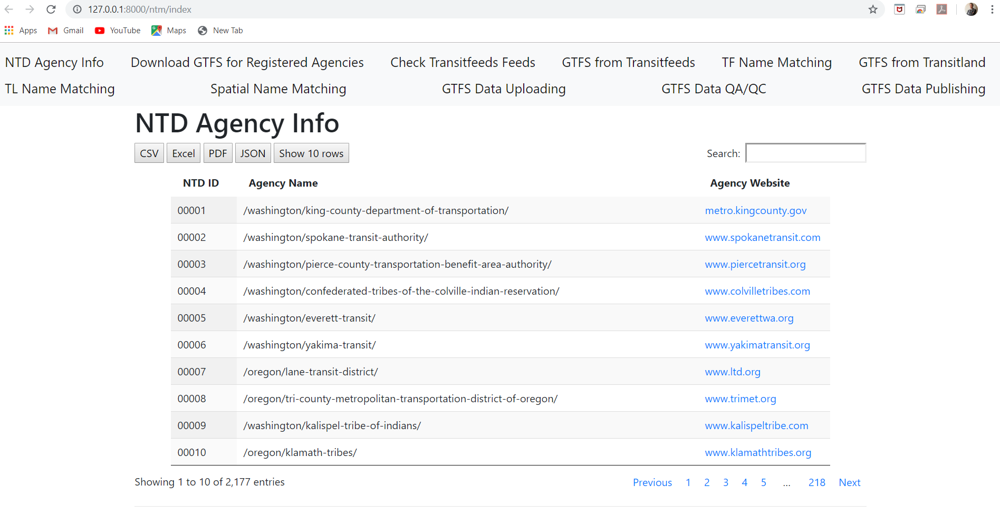 127.0.0.1:8000/ntm/index
Apps Gmail YouTube Maps New Tab
NTD Agency Info Download GTFS for Registered Agencies Check Transitfeeds Feeds GTFS from Transitfeeds TF Name Matching GTFS from Transitland
TL Name Matching Spatial Name Matching GTFS Data Uploading GTFS Data QA/QC GTFS Data Publishing
NTD Agency Info
CSV Excel PDF JSON Show 10 rows Search:
NTD ID Agency Name Agency Website
00001 /washington/king-county-department-of-transportation/ metro.kingcounty.gov
00002 /washington/spokane-transit-authority/ www.spokanetransit.com
00003 /washington/pierce-county-transportation-benefit-area-authority/ www.piercetransit.org
00004 /washington/confederated-tribes-of-the-colville-indian-reservation/ www.colvilletribes.com
00005 /washington/everett-transit/ www.everettwa.org
00006 /washington/yakima-transit/ www.yakimatransit.org
00007 /oregon/lane-transit-district/ www.ltd.org
00008 /oregon/tri-county-metropolitan-transportation-district-of-oregon/ www.trimet.org
00009 /washington/kalispel-tribe-of-indians/ www.kalispeltribe.com
00010 /oregon/klamath-tribes/ www.klamathtribes.org
Showing 1 to 10 of 2,177 entries Previous 1 2 3 4 5 ... 218 Next